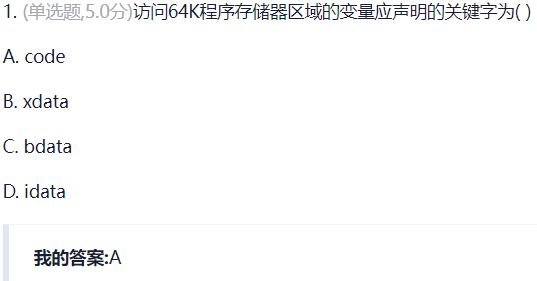 1. (单选题,5.0分)访问64K程序存储器区域的变量应声明的关键字为( )
A. code
B. xdata
C. bdata
D. idata
我的答案:A